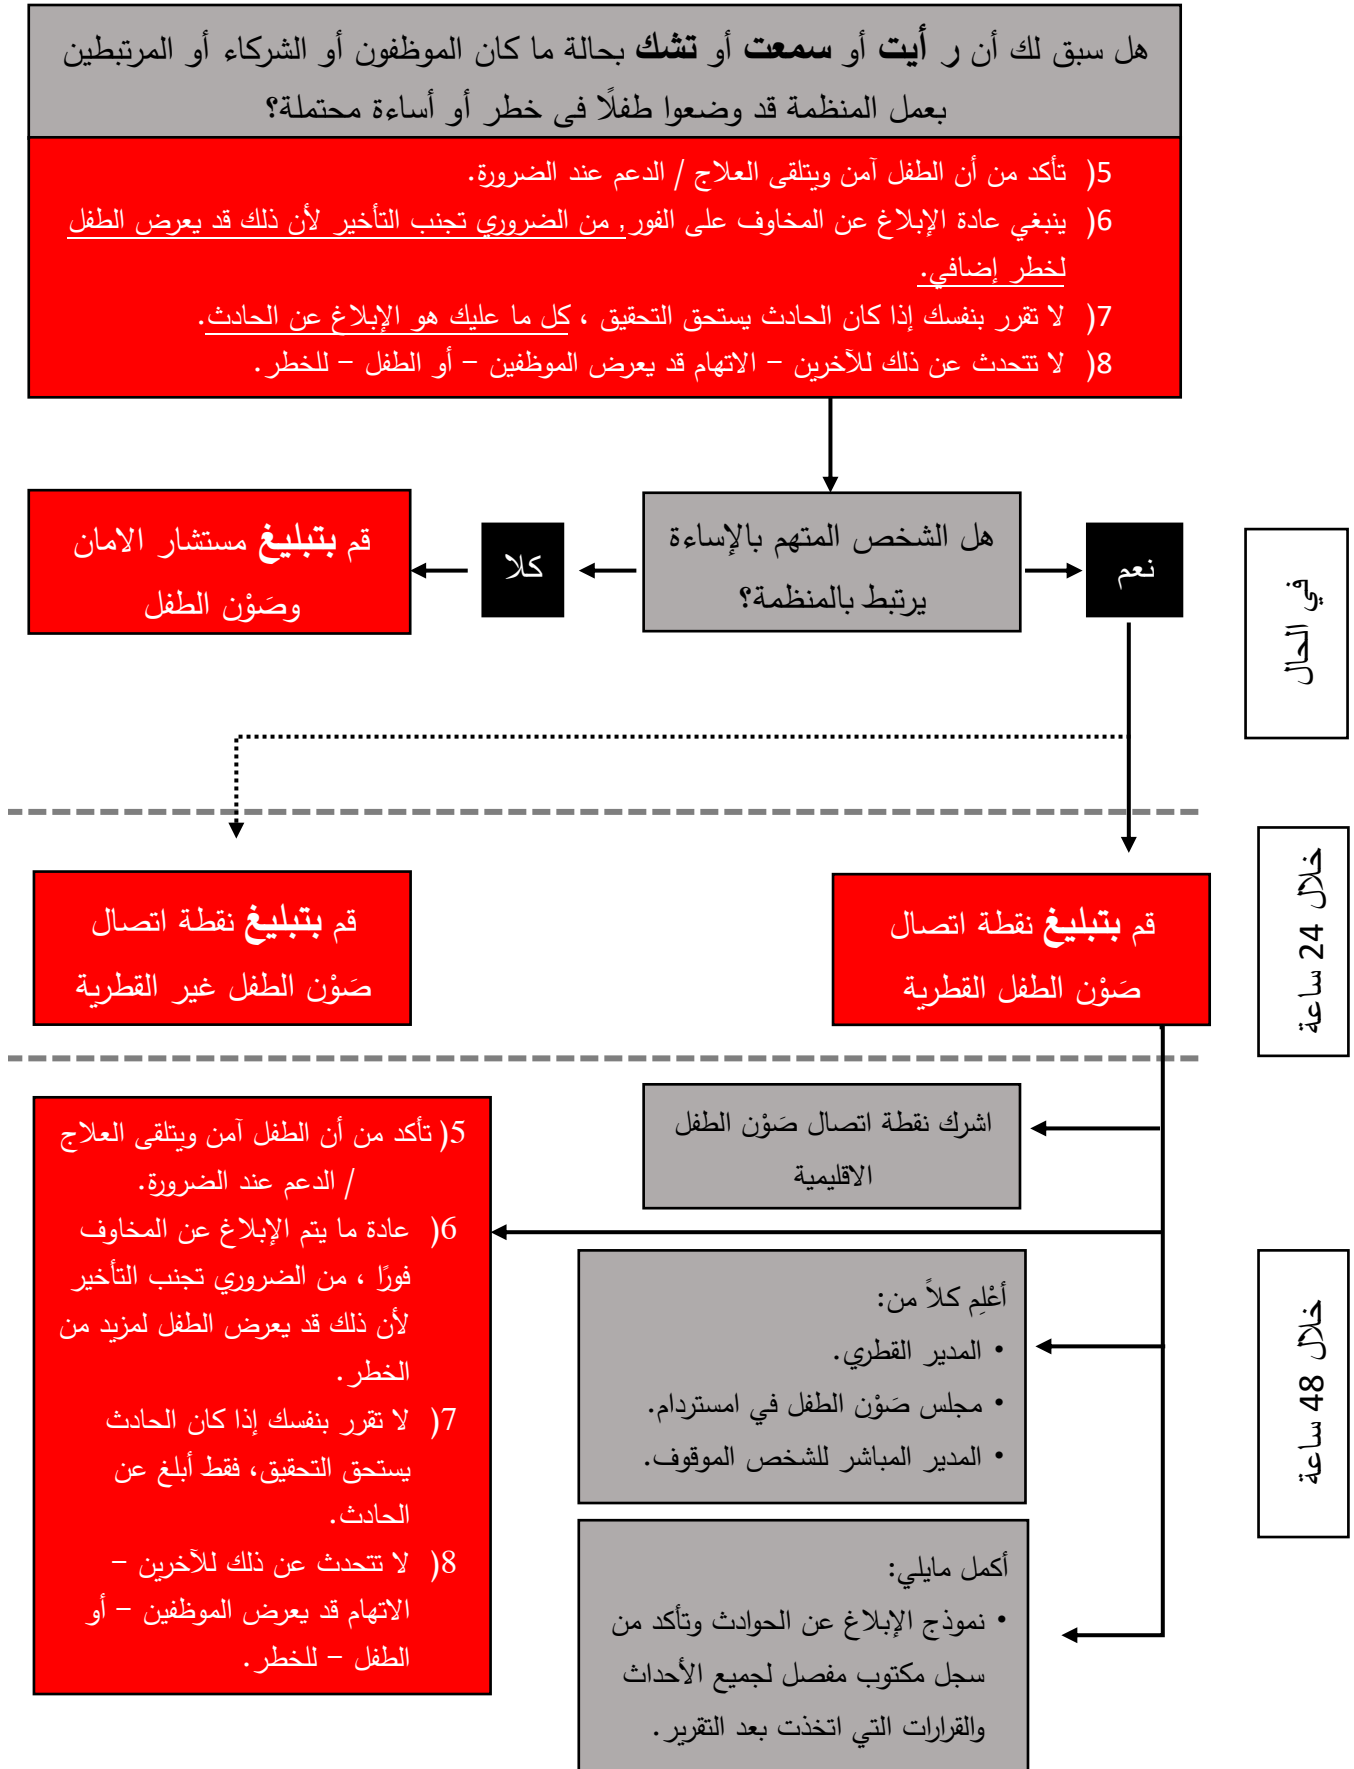 هل سبق لك أن ر أيت أو سمعت أو تشك بحالة ما كان الموظفون أو الشركاء أو المرتبطين
بعمل المنظمة قد وضعوا طفلًا فى خطر أو أساءة محتملة؟
5) تأكد من أن الطفل آمن ويتلقى العلاج / الدعم عند الضرورة.
6) ينبغي عادة الإبلاغ عن المخاوف على الفور, من الضروري تجنب التأخير لأن ذلك قد يعرض الطفل
لخطر إضافي.
7) لا تقرر بنفسك إذا كان الحادث يستحق التحقيق ، كل ما عليك هو الإبلاغ عن الحادث.
8) لا تتحدث عن ذلك للآخرين – الاتهام قد يعرض الموظفين – أو الطفل – للخطر.
في الحال
نعم
هل الشخص المتهم بالإساءة
يرتبط بالمنظمة؟
كلا
قم بتبليغ مستشار الامان
وصَوْن الطفل
خلال 24 ساعة
قم بتبليغ نقطة اتصال
صَوْن الطفل القطرية
قم بتبليغ نقطة اتصال
صَوْن الطفل غير القطرية
خلال 48 ساعة
اشرك نقطة اتصال صَوْن الطفل
الاقليمية
أعْلِم كلاً من:
• المدير القطري.
• مجلس صَوْن الطفل في امستردام.
• المدير المباشر للشخص الموقوف.
أكمل مايلي:
• نموذج الإبلاغ عن الحوادث وتأكد من
سجل مكتوب مفصل لجميع الأحداث
والقرارات التي اتخذت بعد التقرير.
5) تأكد من أن الطفل آمن ويتلقى العلاج
/ الدعم عند الضرورة.
6) عادة ما يتم الإبلاغ عن المخاوف
فورًا ، من الضروري تجنب التأخير
لأن ذلك قد يعرض الطفل لمزيد من
الخطر.
7) لا تقرر بنفسك إذا كان الحادث
يستحق التحقيق، فقط أبلغ عن
الحادث.
8) لا تتحدث عن ذلك للآخرين –
الاتهام قد يعرض الموظفين – أو
الطفل – للخطر.